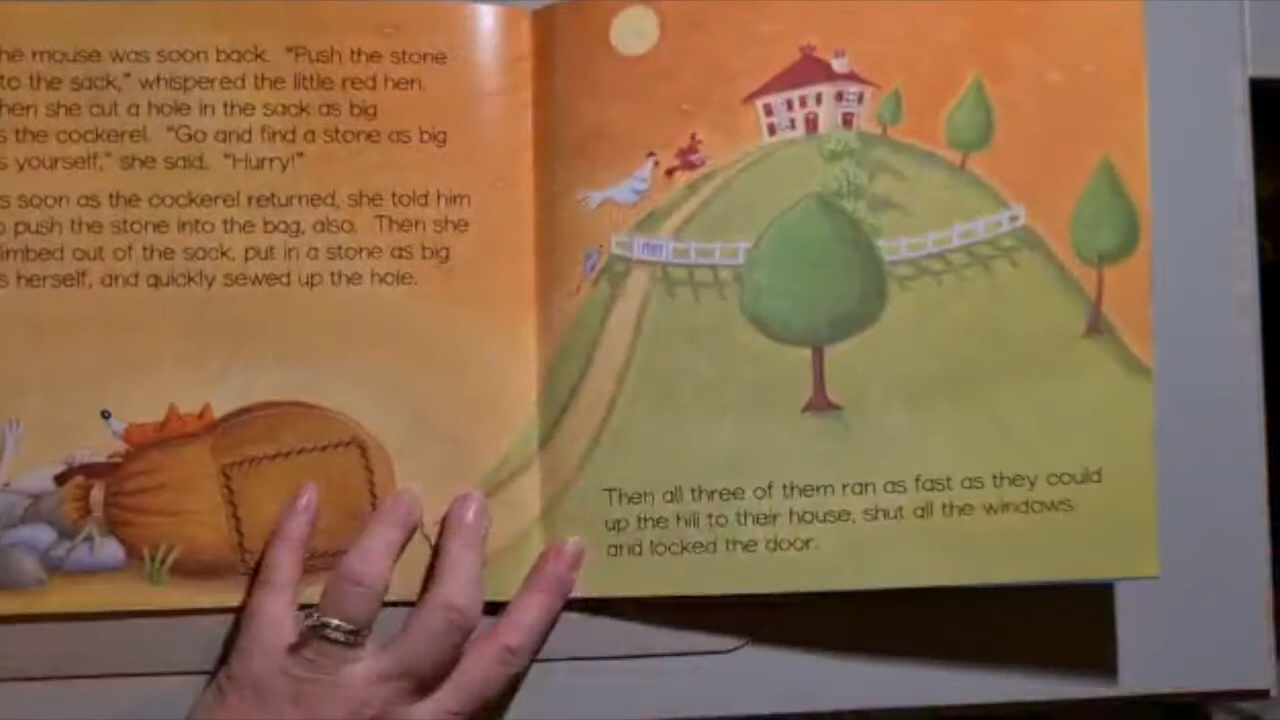 he mouse was soon back. "Push the stone
to the sack," whispered the little red hen.
hen she cut a hole in the sack as big
s the cockerel. "Go and find a stone as big
s yourself," she said. "Hurry!"
s soon as the cockerel returned, she told him
o push the stone into the bag, also. Then she
limbed out of the sack, put in a stone as big
s herself, and quickly sewed up the hole.
Then all three of them ran as fast as they could
up the hill to their house, shut all the windows
and locked the door.